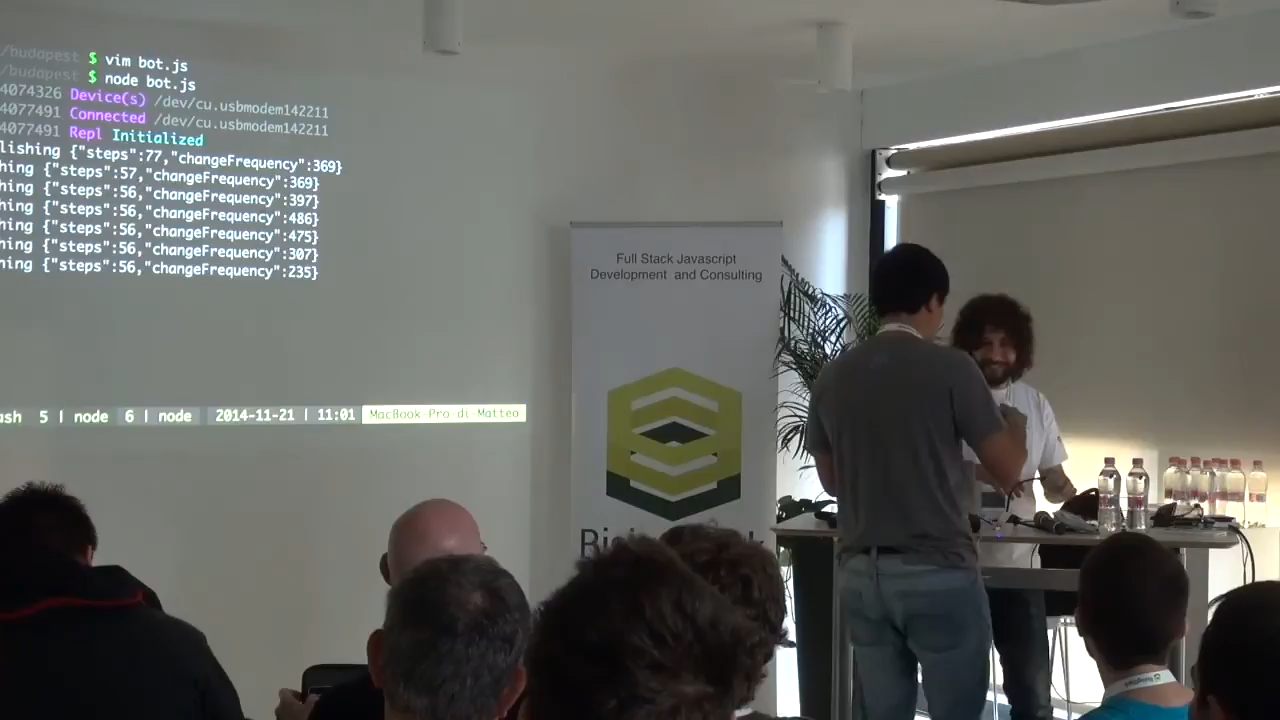 /budapest $ vim bot.js
/budapest $ node bot.js
4074326 Device(s) /dev/cu.usbmodem142211
4077491 Connected /dev/cu.usbmodem142211
4077491 Repl Initialized
lishing {"steps":77,"changeFrequency":369}
hing {"steps":57,"changeFrequency":369}
hing {"steps":56,"changeFrequency":397}
hing {"steps":56,"changeFrequency":486}
hing {"steps":56,"changeFrequency":475}
hing {"steps":56,"changeFrequency":307}
hing {"steps":56,"changeFrequency":235}
ash 5 | node 6 | node 2014-11-21 | 11:01 MacBook-Pro-di-Matteo
Full Stack Javascript
Development and Consulting